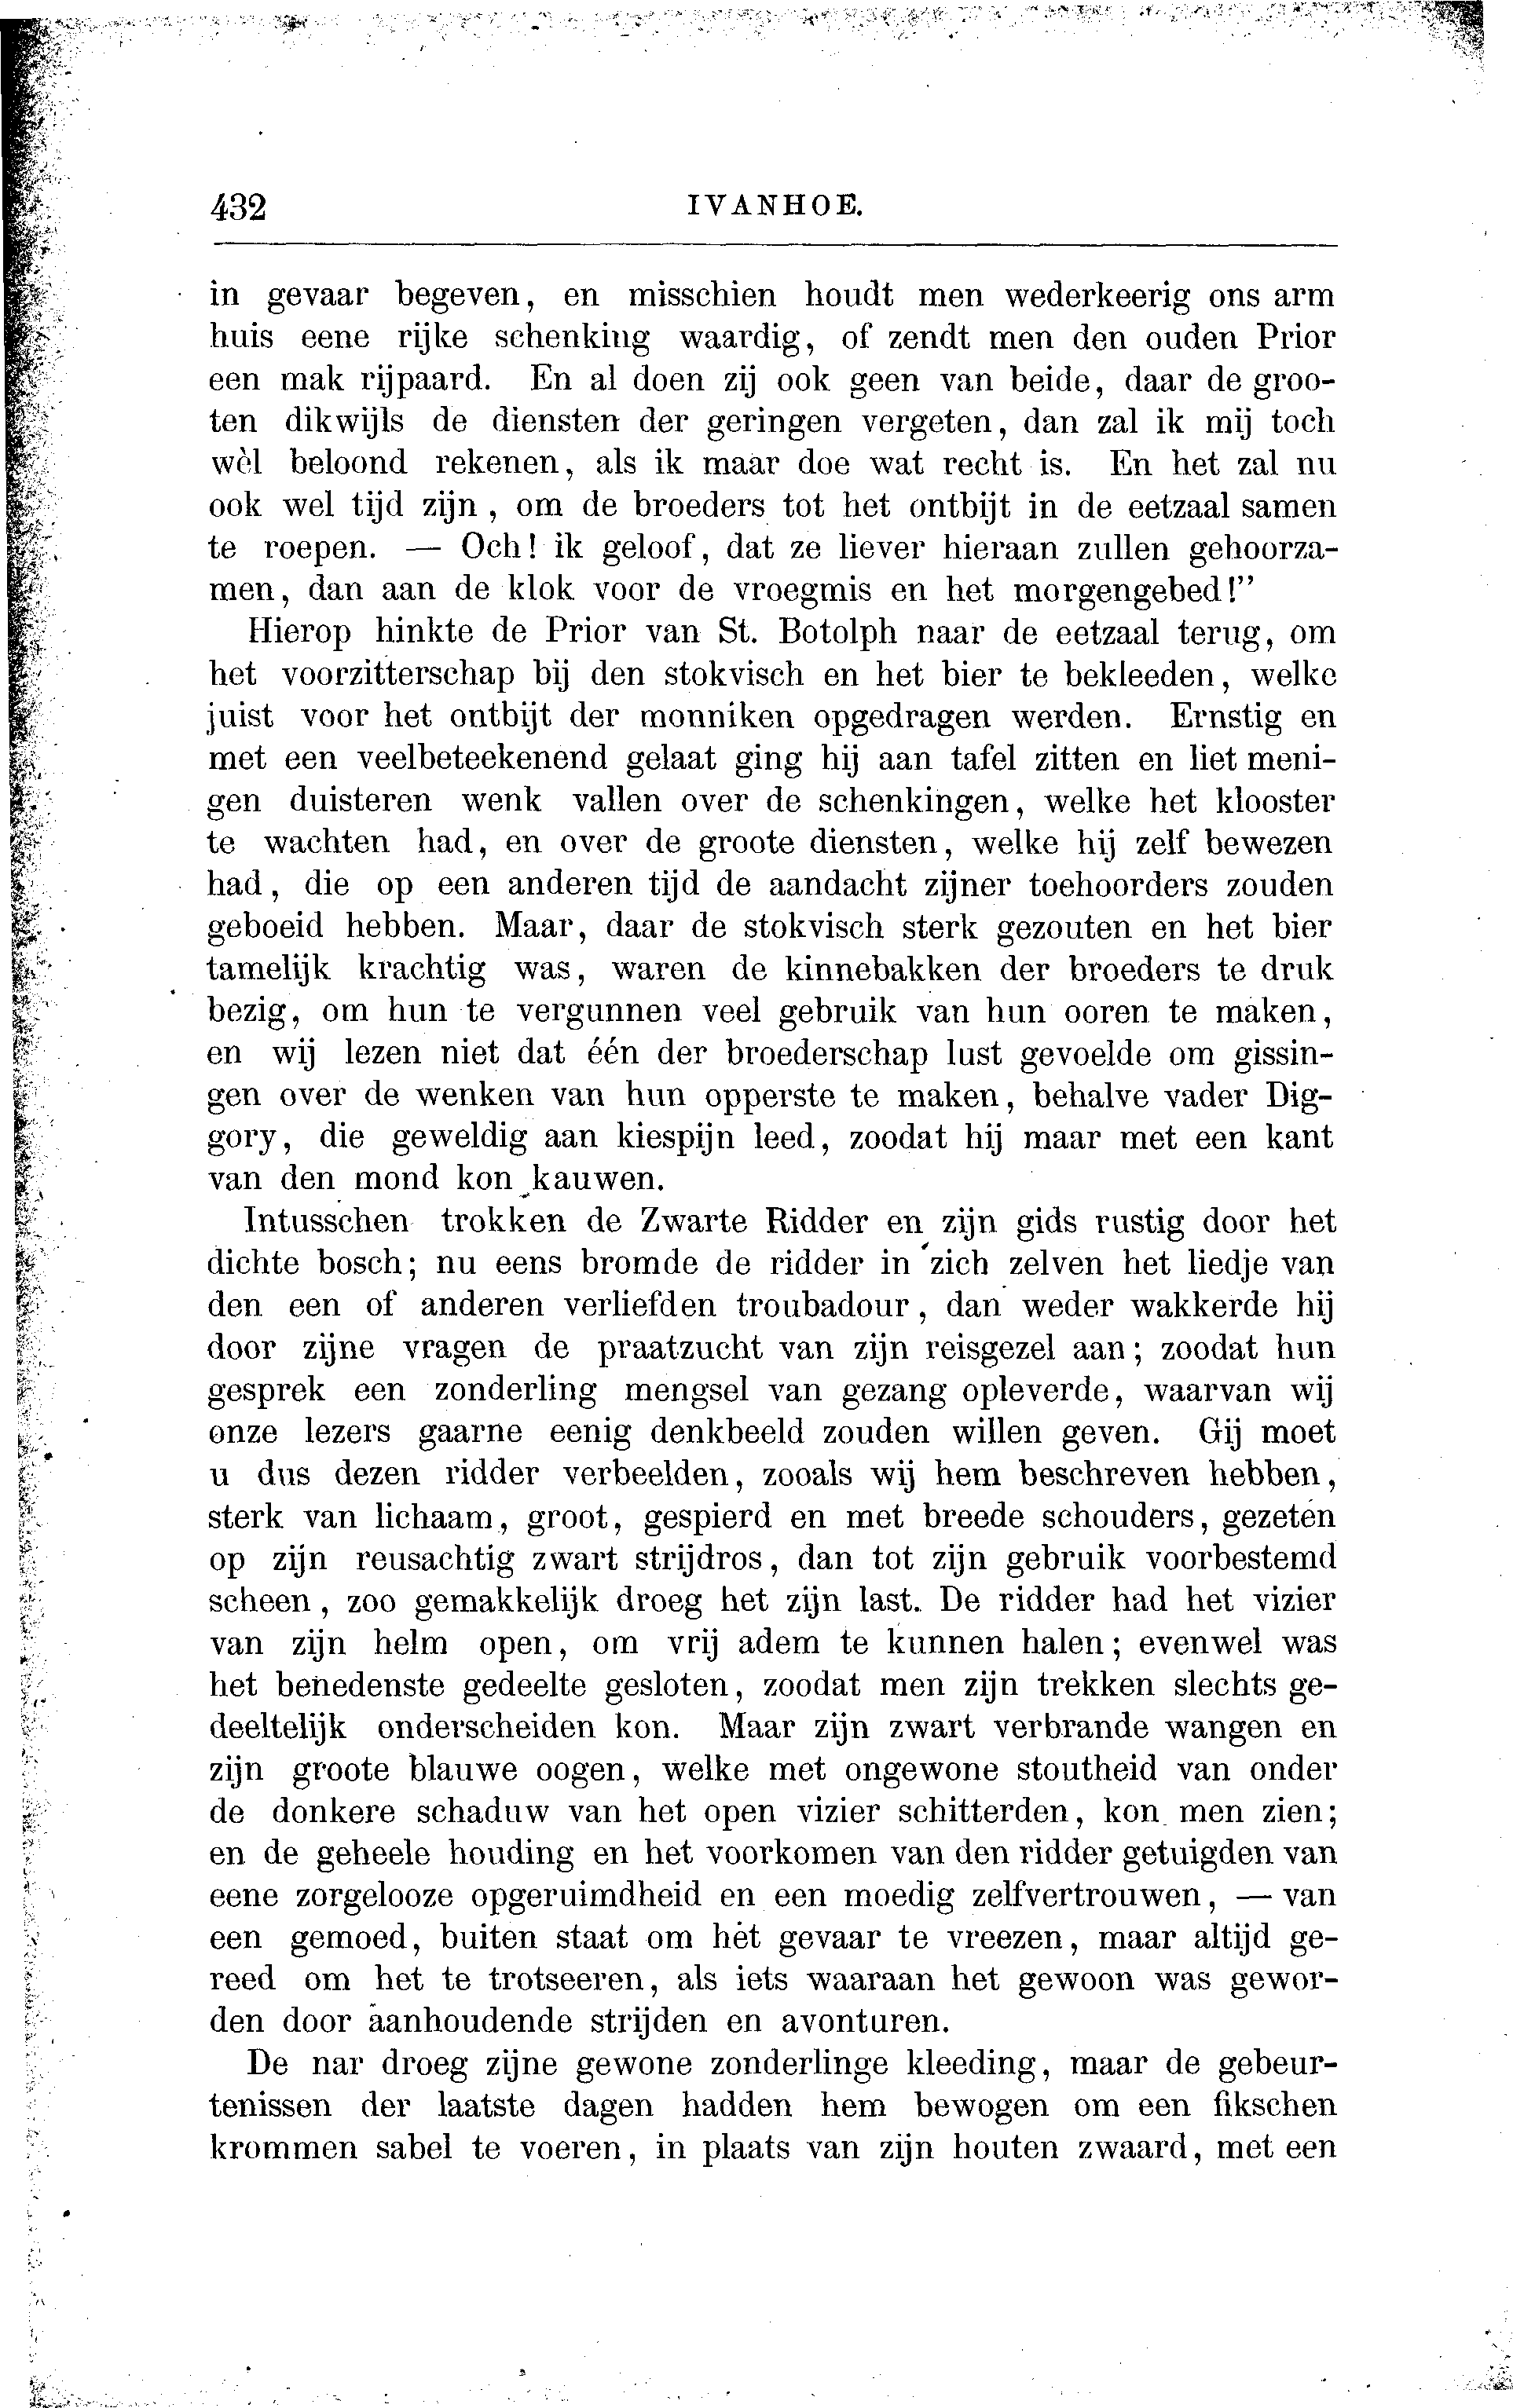 432
IVANHOE.
in gevaar begeven, en misschien houdt men wederkeerig ons arm
huis eene rijke schenking waardig, of zendt men den ouden Prior
een mak rijpaard. En al doen zij ook geen van beide, daar de groo-
ten dikwijls de diensten der geringen vergeten, dan zal ik mij toch
wèl beloond rekenen, als ik maar doe wat recht is. En het zal nu
ook wel tijd zijn, om de broeders tot het ontbijt in de eetzaal samen
te roepen. — Och! ik geloof, dat ze liever hieraan zullen gehoorza-
men, dan aan de klok voor de vroegmis en het morgengebed!”
Hierop hinkte de Prior van St. Botolph naar de eetzaal terug, om
het voorzitterschap bij den stokvisch en het bier te bekleeden, welke
juist voor het ontbijt der monniken opgedragen werden. Ernstig en
met een veelbeteekenend gelaat ging hij aan tafel zitten en liet meni-
gen duisteren wenk vallen over de schenkingen, welke het klooster
te wachten had, en over de groote diensten, welke hij zelf bewezen
had, die op een anderen tijd de aandacht zijner toehoorders zouden
geboeid hebben. Maar, daar de stokvisch sterk gezouten en het bier
tamelijk krachtig was, waren de kinnebakken der broeders te druk
bezig, om hun te vergunnen veel gebruik van hun ooren te maken,
en wij lezen niet dat één der broederschap lust gevoelde om gissin-
gen over de wenken van hun opperste te maken, behalve vader Dig-
gory, die geweldig aan kiespijn leed, zoodat hij maar met een kant
van den mond kon kauwen.
Intusschen trokken de Zwarte Ridder en zijn gids rustig door het
dichte bosch; nu eens bromde de ridder in zich zelven het liedje van
den een of anderen verliefden troubadour, dan weder wakkerde hij
door zijne vragen de praatzucht van zijn reisgezel aan; zoodat hun
gesprek een zonderling mengsel van gezang opleverde, waarvan wij
onze lezers gaarne eenig denkbeeld zouden willen geven. Gij moet
u dus dezen ridder verbeelden, zooals wij hem beschreven hebben,
sterk van lichaam, groot, gespierd en met breede schouders, gezeten
op zijn reusachtig zwart strijdros, dan tot zijn gebruik voorbestemd
scheen, zoo gemakkelijk droeg het zijn last. De ridder had het vizier
van zijn helm open, om vrij adem te kunnen halen; evenwel was
het benedenste gedeelte gesloten, zoodat men zijn trekken slechts ge-
deeltelijk onderscheiden kon. Maar zijn zwart verbrande wangen en
zijn groote blauwe oogen, welke met ongewone stoutheid van onder
de donkere schaduw van het open vizier schitterden, kon men zien;
en de geheele houding en het voorkomen van den ridder getuigden van
eene zorgelooze opgeruimdheid en een moedig zelfvertrouwen, — van
een gemoed, buiten staat om het gevaar te vreezen, maar altijd ge-
reed om het te trotseeren, als iets waaraan het gewoon was gewor-
den door aanhoudende strijden en avonturen.
De nar droeg zijne gewone zonderlinge kleeding, maar de gebeur-
tenissen der laatste dagen hadden hem bewogen om een fikschen
krommen sabel te voeren, in plaats van zijn houten zwaard, met een